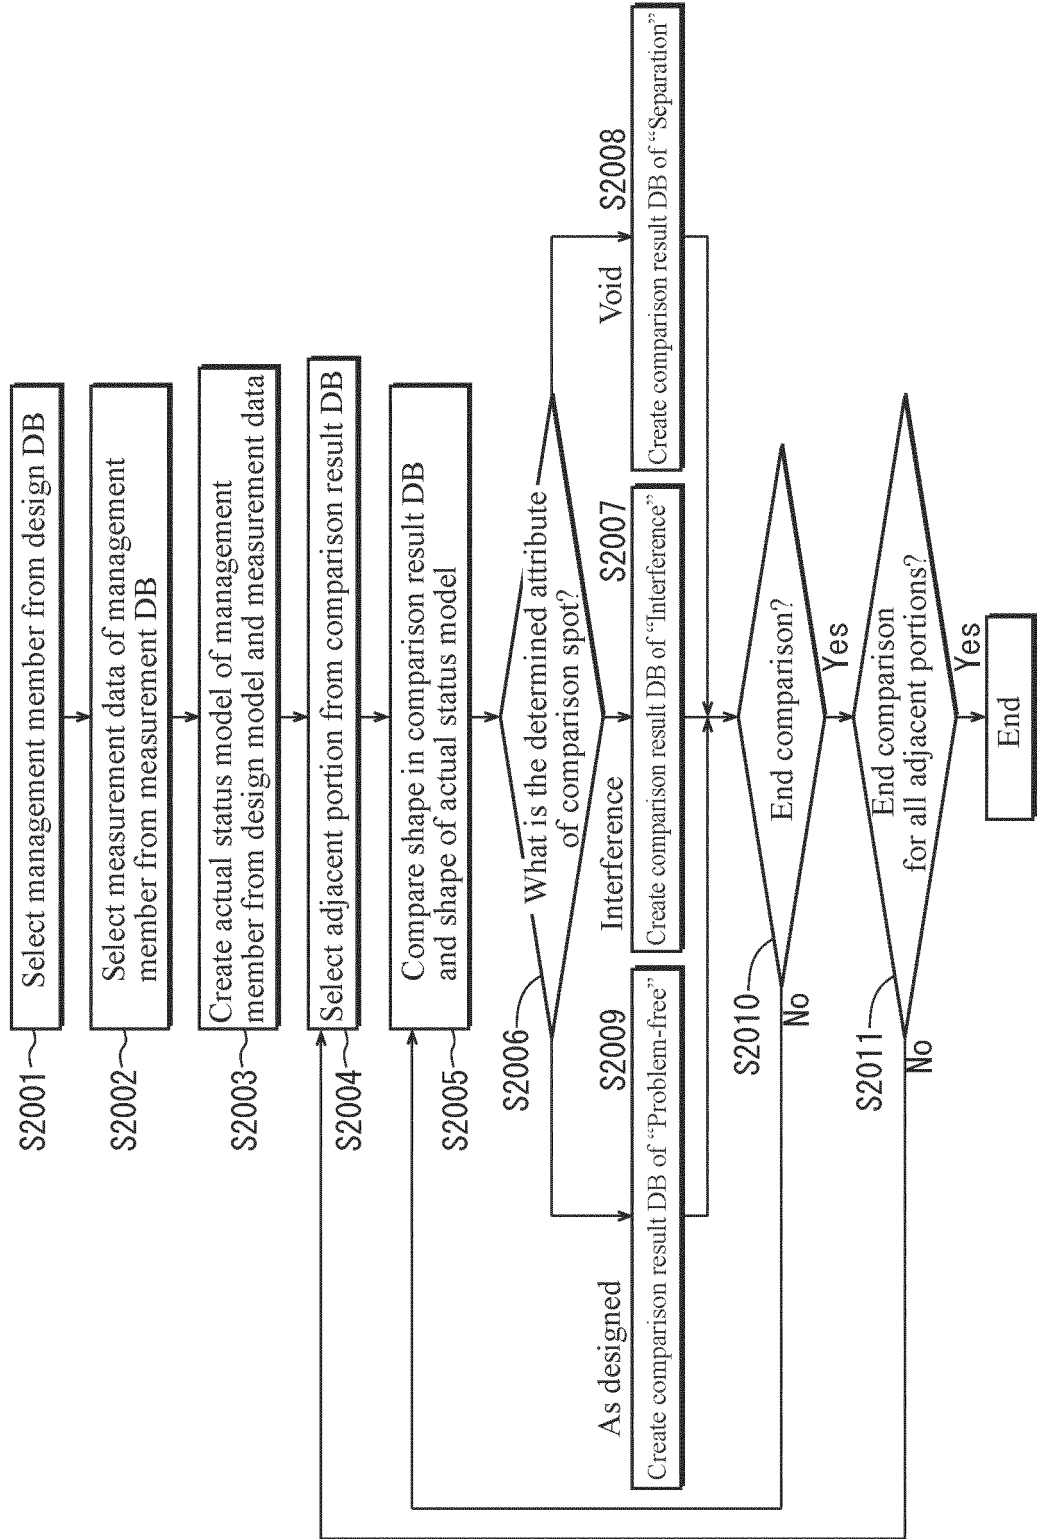 S2001
Select management member from design DB
S2002
Select measurement data of management
member from measurement DB
S2003
Create actual status model of management
member from design model and measurement data
S2004
Select adjacent portion from comparison result DB
S2005
Compare shape in comparison result DB
and shape of actual status model
S2006
What is the determined attribute
of comparison spot?
As designed
S2009
Create comparison result DB of “Problem-free”
Interference
S2007
Create comparison result DB of “Interference”
Void
S2008
Create comparison result DB of “Separation”
S2010
End comparison?
No
Yes
S2011
End comparison
for all adjacent portions?
No
Yes
End